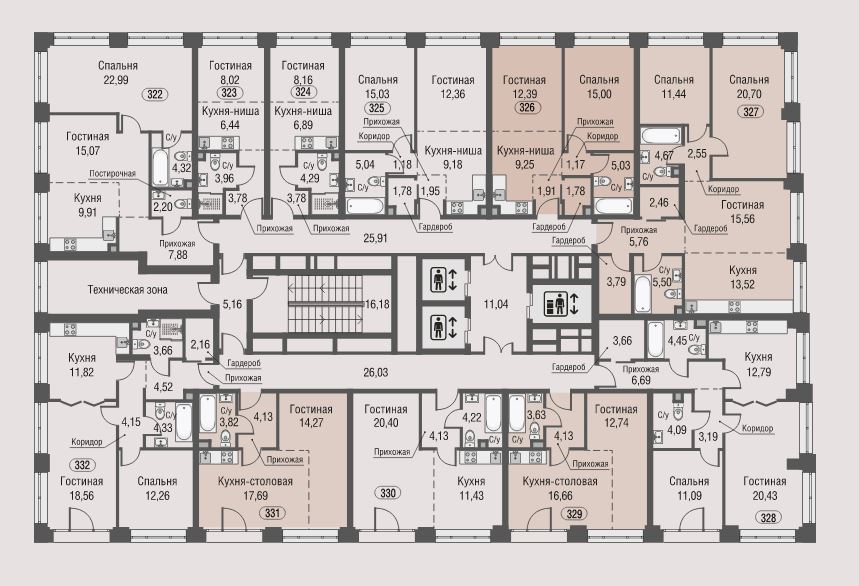 Спальня
22,99
322
Гостиная
8,02
323
Кухня-ниша
6,44
Гостиная
8,16
324
Кухня-ниша
6,89
Спальня
15,03
325
Гостиная
12,36
Прихожая
Коридор
Кухня-ниша
9,18
Гостиная
12,39
326
Кухня-ниша
9,25
Спальня
15,00
Прихожая
Коридор
Спальня
11,44
Спальня
20,70
327
Гостиная
15,07
Постирочная
Кухня
9,91
С/у
4,32
2,20
С/у
Прихожая
7,88
С/у
3,96
3,78
С/у
4,29
3,78
Прихожая
Прихожая
5,04
С/у
1,18
1,78
1,95
Гардероб
1,17
5,03
С/у
1,91
1,78
Гардероб
Гардероб
4,67
С/у
2,55
Коридор
2,46
Гардероб
Гостиная
15,56
5,76
Прихожая
3,79
5,50
С/у
Кухня
13,52
25,91
Техническая зона
5,16
16,18
11,04
Кухня
11,82
С/у
3,66
2,16
Гардероб
Прихожая
4,52
26,03
Гардероб
3,66
С/у
4,45
6,69
Прихожая
Кухня
12,79
4,15
Коридор
С/у
4,33
332
Гостиная
18,56
Спальня
12,26
С/у
3,82
4,13
Прихожая
Гостиная
14,27
Кухня-столовая
17,69
331
Гостиная
20,40
4,13
Прихожая
4,22
С/у
330
Кухня
11,43
3,63
С/у
4,13
Прихожая
Гостиная
12,74
Кухня-столовая
16,66
329
С/у
4,09
3,19
Коридор
Спальня
11,09
Гостиная
20,43
328